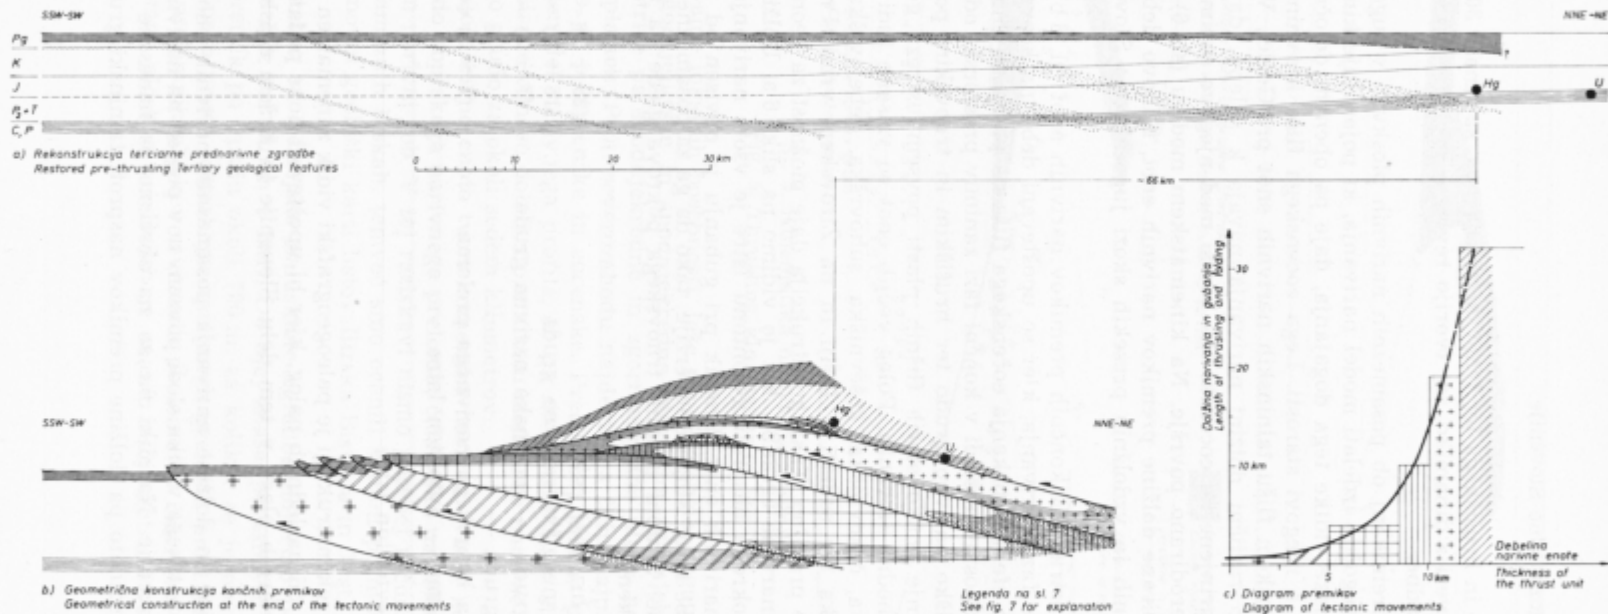 SSW-SW
NNE-NE
Pg
K
J
P₂+T
C, P
?
Hg
U
a) Rekonstrukcija terciarne prednarivne zgradbe
Restored pre-thrusting Tertiary geological features
0 10 20 30 km
~ 66 km
SSW-SW
NNE-NE
Hg
U
b) Geometrična konstrukcija končnih premikov
Geometrical construction at the end of the tectonic movements
Legenda na sl. 7
See fig. 7 for explanation
Dolžina narivanja in gubanja
Length of thrusting and folding
30
20
10 km
5
10 km
Debelina
narivne enote
Thickness of
the thrust unit
c) Diagram premikov
Diagram of tectonic movements